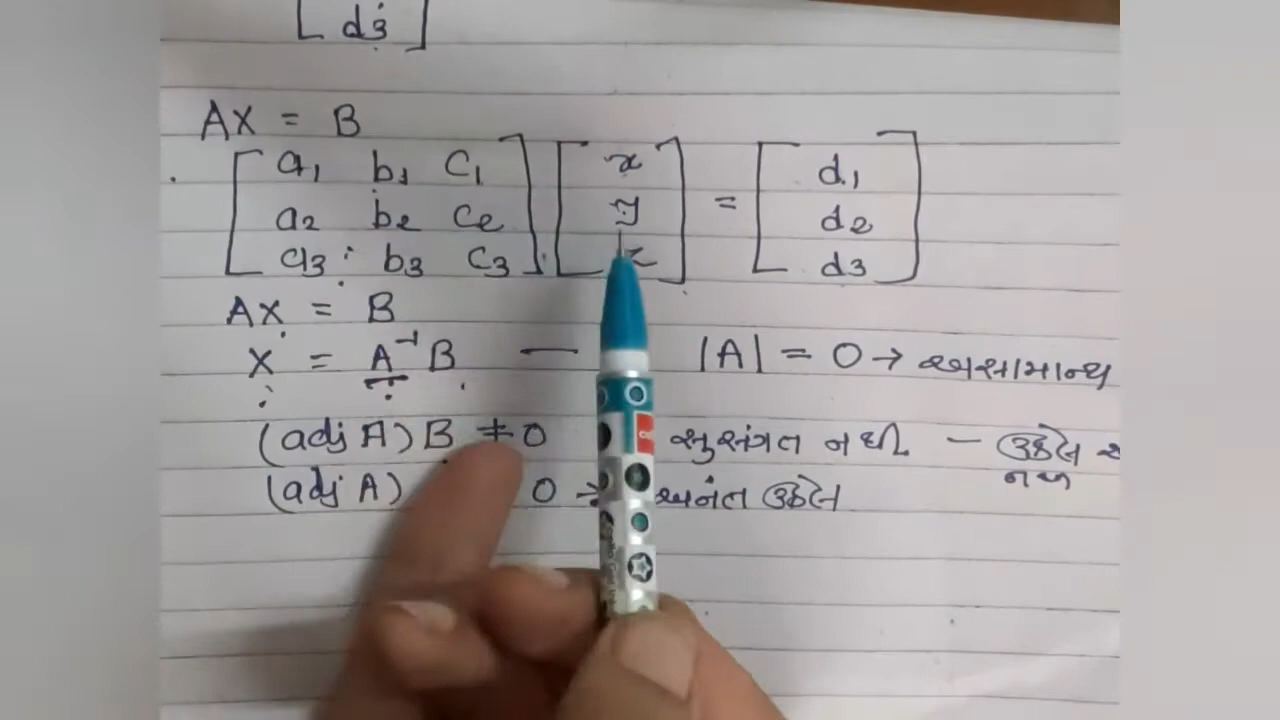 [ d3 ]
AX = B
[ a1 b1 c1 ] [ x ] = [ d1 ]
[ a2 b2 c2 ] [ y ] = [ d2 ]
[ a3 b3 c3 ] [ z ] = [ d3 ]
AX = B
X = A⁻¹B — |A| = 0 → અસામાન્ય
(adj A) B ≠ 0 સુસંગત નથી — ઉકેલ
(adj A) 0 → અનંત ઉકેલ